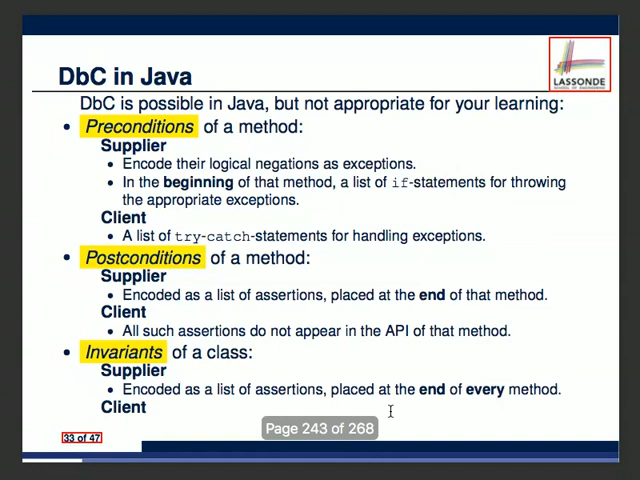 DbC in Java
LASSONDE
SCHOOL OF ENGINEERING
DbC is possible in Java, but not appropriate for your learning:
• Preconditions of a method:
Supplier
• Encode their logical negations as exceptions.
• In the beginning of that method, a list of if-statements for throwing
the appropriate exceptions.
Client
• A list of try-catch-statements for handling exceptions.
• Postconditions of a method:
Supplier
• Encoded as a list of assertions, placed at the end of that method.
Client
• All such assertions do not appear in the API of that method.
• Invariants of a class:
Supplier
• Encoded as a list of assertions, placed at the end of every method.
Client
Page 243 of 268
33 of 47